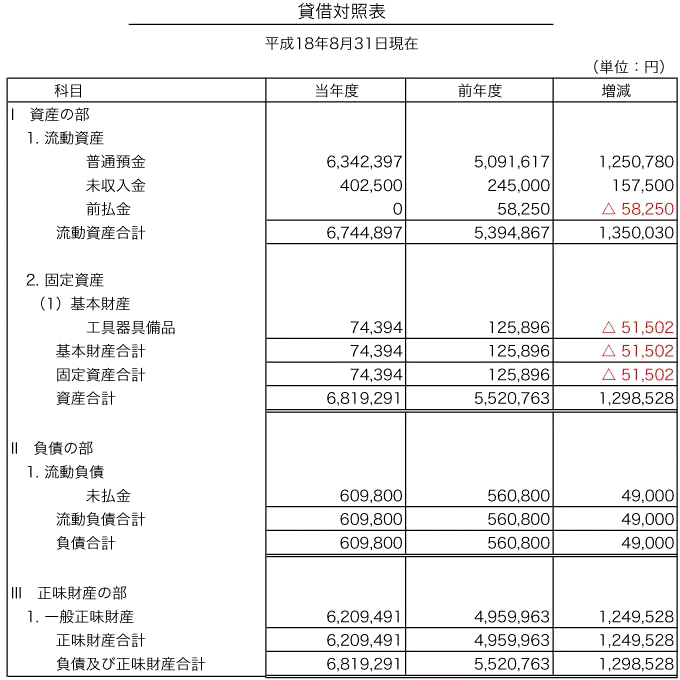 貸借対照表
平成18年8月31日現在
(単位：円)
科目 当年度 前年度 増減
Ⅰ 資産の部
1. 流動資産
普通預金 6,342,397 5,091,617 1,250,780
未収入金 402,500 245,000 157,500
前払金 0 58,250 △ 58,250
流動資産合計 6,744,897 5,394,867 1,350,030
2. 固定資産
（1）基本財産
工具器具備品 74,394 125,896 △ 51,502
基本財産合計 74,394 125,896 △ 51,502
固定資産合計 74,394 125,896 △ 51,502
資産合計 6,819,291 5,520,763 1,298,528
Ⅱ 負債の部
1. 流動負債
未払金 609,800 560,800 49,000
流動負債合計 609,800 560,800 49,000
負債合計 609,800 560,800 49,000
Ⅲ 正味財産の部
1. 一般正味財産 6,209,491 4,959,963 1,249,528
正味財産合計 6,209,491 4,959,963 1,249,528
負債及び正味財産合計 6,819,291 5,520,763 1,298,528